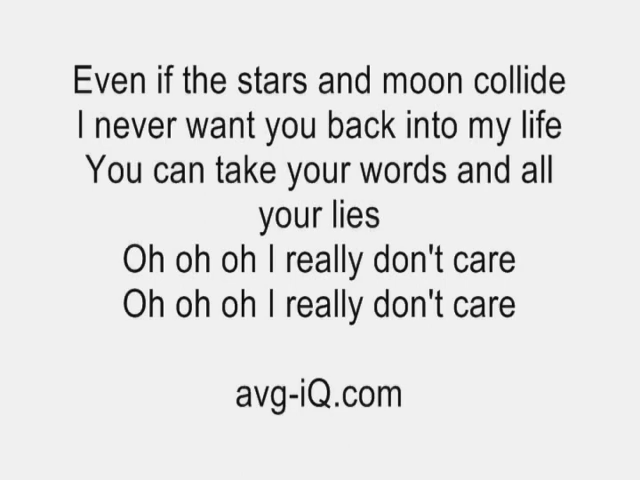 Even if the stars and moon collide
I never want you back into my life
You can take your words and all
your lies
Oh oh oh I really don't care
Oh oh oh I really don't care
avg-iQ.com